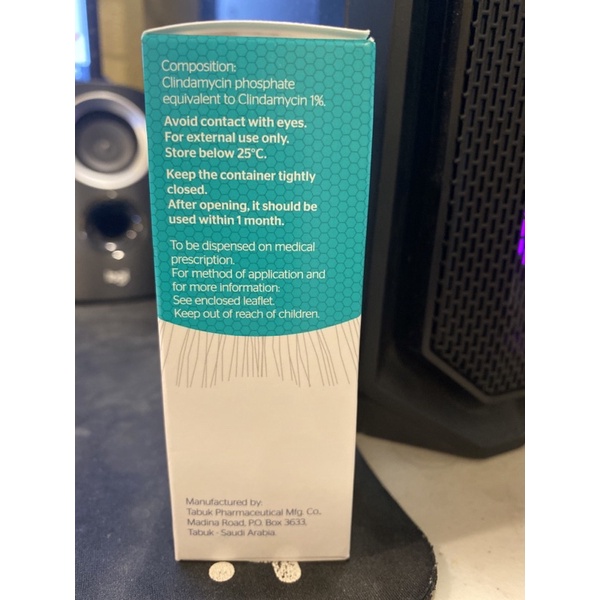 Composition:
Clindamycin phosphate
equivalent to Clindamycin 1%.
Avoid contact with eyes.
For external use only.
Store below 25°C.
Keep the container tightly
closed.
After opening, it should be
used within 1 month.
To be dispensed on medical
prescription.
For method of application and
for more information:
See enclosed leaflet.
Keep out of reach of children.
Manufactured by:
Tabuk Pharmaceutical Mfg. Co.,
Madina Road, P.O. Box 3633,
Tabuk - Saudi Arabia.